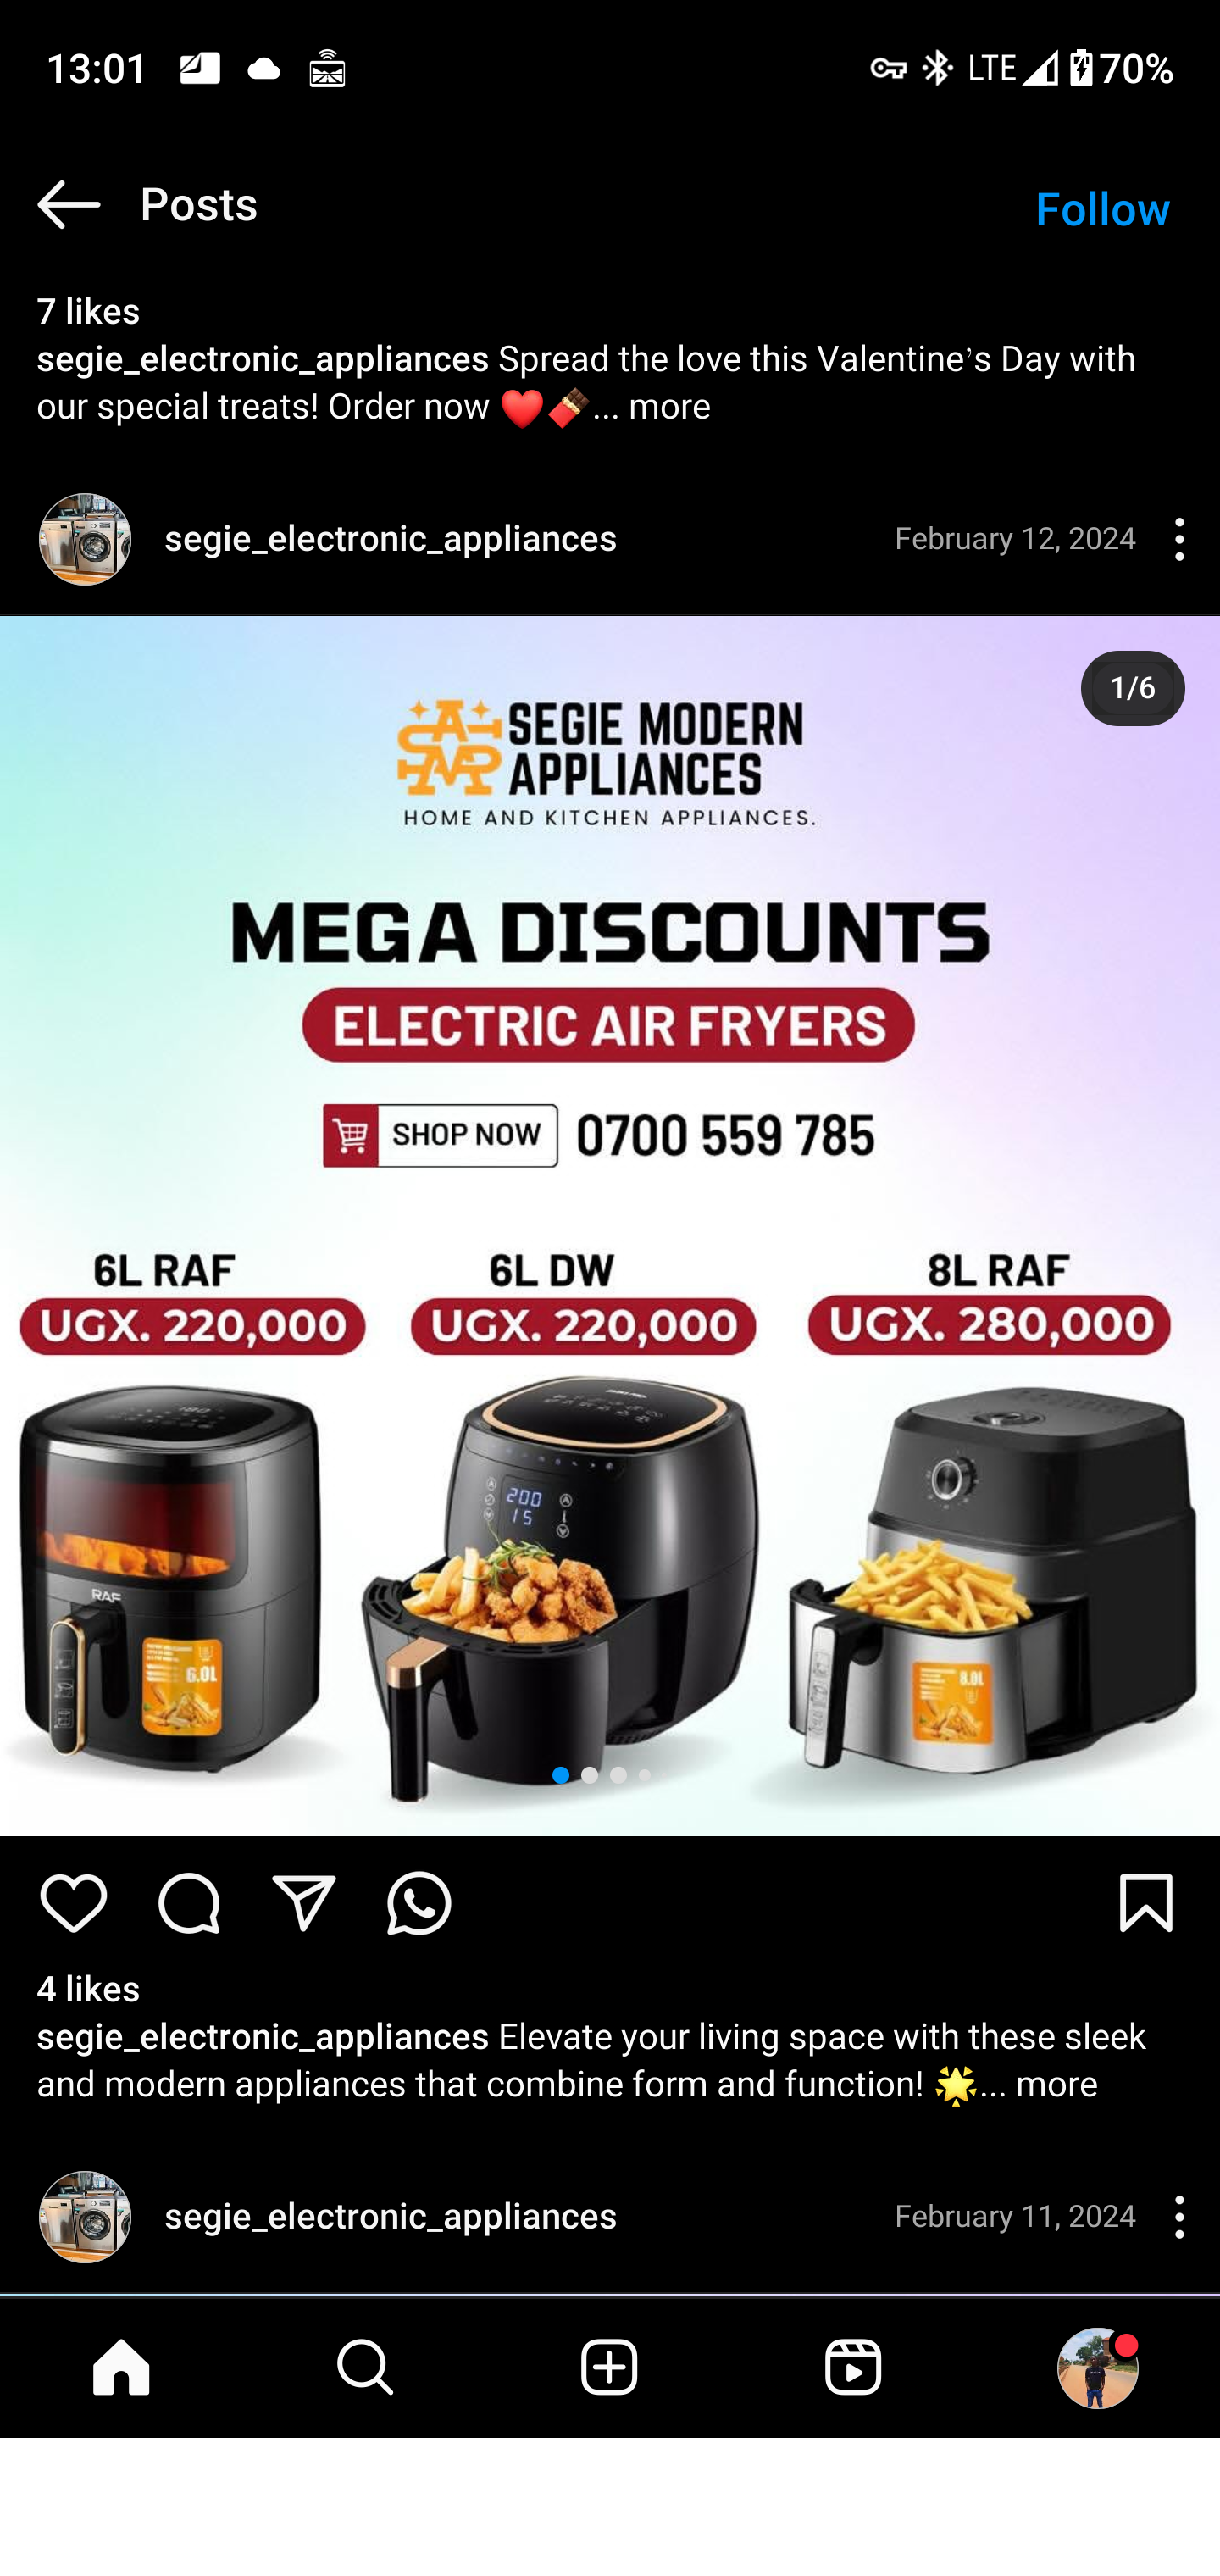 13:01
LTE 70%
Posts
Follow
7 likes
segie_electronic_appliances Spread the love this Valentine's Day with
our special treats! Order now ❤️🍫... more
segie_electronic_appliances
February 12, 2024
1/6
SEGIE MODERN
APPLIANCES
HOME AND KITCHEN APPLIANCES.
MEGA DISCOUNTS
ELECTRIC AIR FRYERS
SHOP NOW 0700 559 785
6L RAF
UGX. 220,000
6L DW
UGX. 220,000
8L RAF
UGX. 280,000
180
RAF
6.0L
200
15
8.0L
4 likes
segie_electronic_appliances Elevate your living space with these sleek
and modern appliances that combine form and function! 🌟... more
segie_electronic_appliances
February 11, 2024